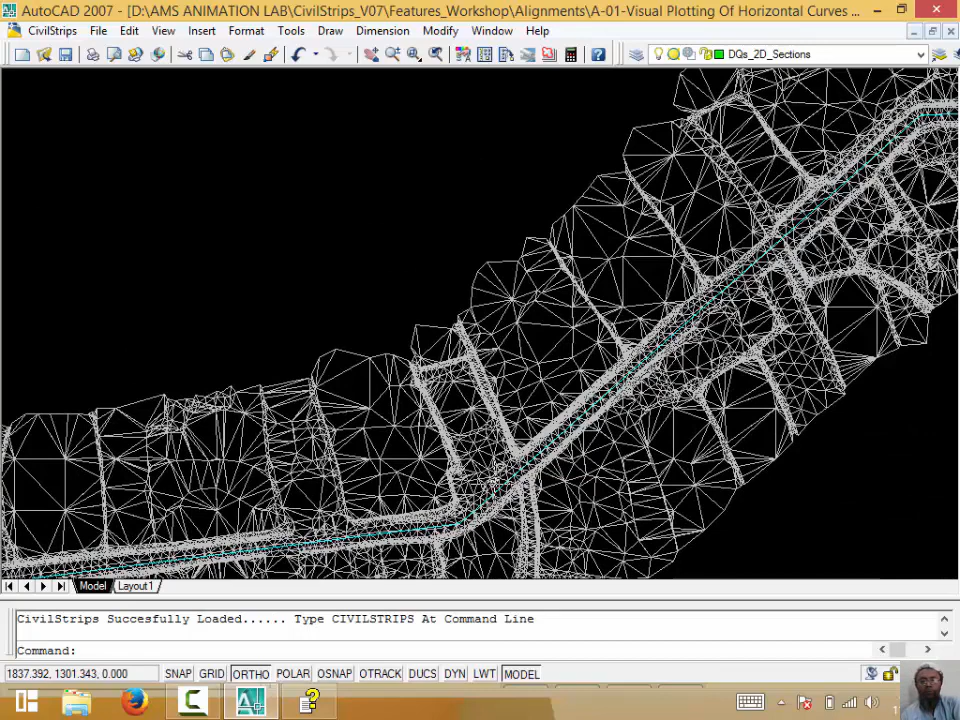 AutoCAD 2007 - [D:\AMS ANIMATION LAB\CivilStrips_V07\Features_Workshop\Alignments\A-01-Visual Plotting Of Horizontal Curves ...
CivilStrips File Edit View Insert Format Tools Draw Dimension Modify Window Help
DQs_2D_Sections
Model Layout1
CivilStrips Succesfully Loaded...... Type CIVILSTRIPS At Command Line
Command:
1837.392, 1301.343, 0.000 SNAP GRID ORTHO POLAR OSNAP OTRACK DUCS DYN LWT MODEL